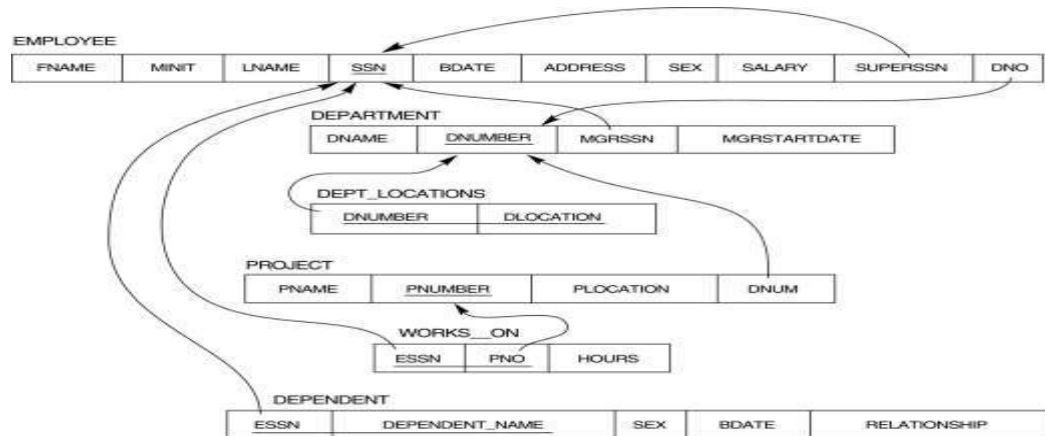 EMPLOYEE
FNAME MINIT LNAME SSN BDATE ADDRESS SEX SALARY SUPERSSN DNO
DEPARTMENT
DNAME DNUMBER MGRSSN MGRSTARTDATE
DEPT_LOCATIONS
DNUMBER DLOCATION
PROJECT
PNAME PNUMBER PLOCATION DNUM
WORKS__ON
ESSN PNO HOURS
DEPENDENT
ESSN DEPENDENT_NAME SEX BDATE RELATIONSHIP